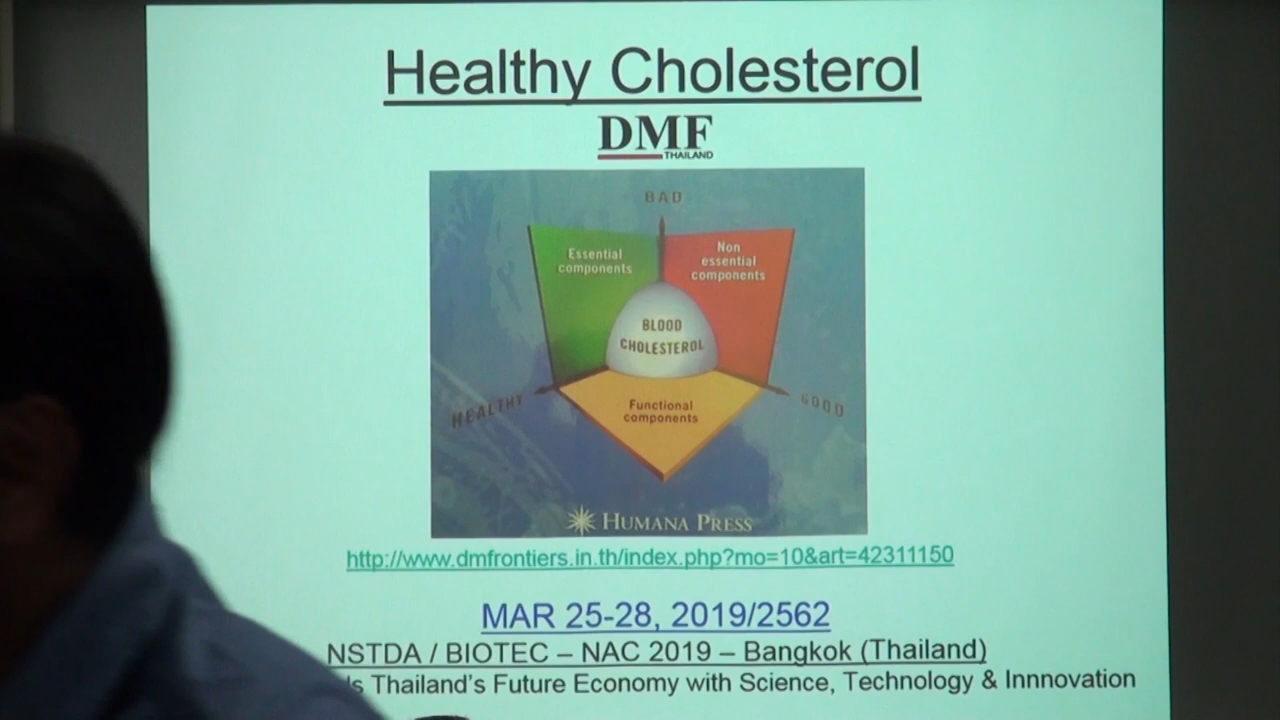 Healthy Cholesterol
DMF
THAILAND
BAD
Essential
components
Non
essential
components
BLOOD
CHOLESTEROL
HEALTHY
GOOD
Functional
components
HUMANA PRESS
http://www.dmfrontiers.in.th/index.php?mo=10&art=42311150
MAR 25-28, 2019/2562
NSTDA / BIOTEC – NAC 2019 – Bangkok (Thailand)
Thailand's Future Economy with Science, Technology & Innnovation